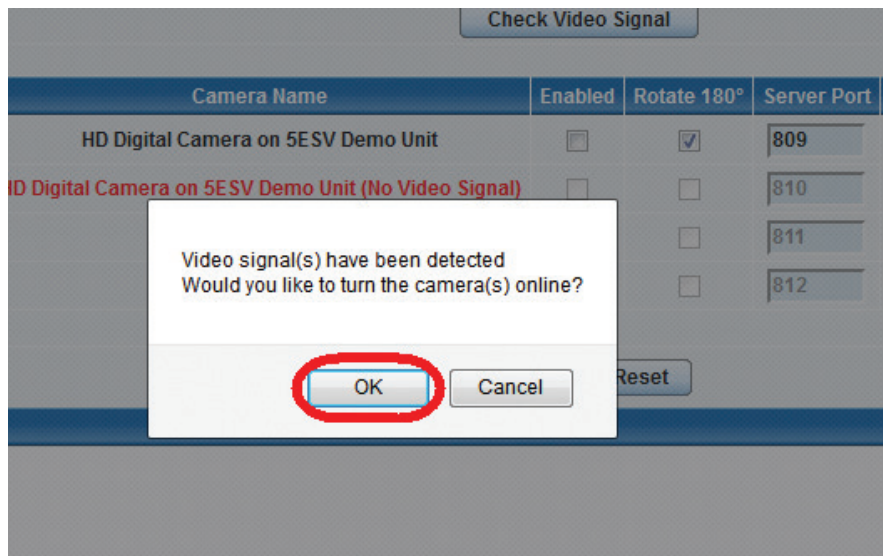 Check Video Signal
Camera Name Enabled Rotate 180° Server Port
HD Digital Camera on 5ESV Demo Unit 809
HD Digital Camera on 5ESV Demo Unit (No Video Signal) 810
811
812
Video signal(s) have been detected
Would you like to turn the camera(s) online?
OK Cancel
Reset